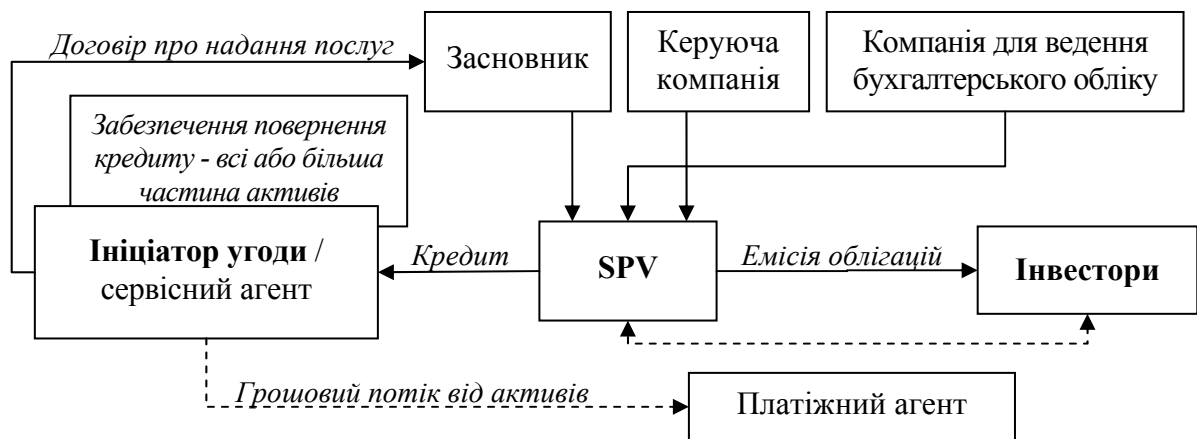 Договір про надання послуг
Засновник
Керуюча
компанія
Компанія для ведення
бухгалтерського обліку
Забезпечення повернення
кредиту - всі або більша
частина активів
Ініціатор угоди /
сервісний агент
Кредит
SPV
Емісія облігацій
Інвестори
Грошовий потік від активів
Платіжний агент